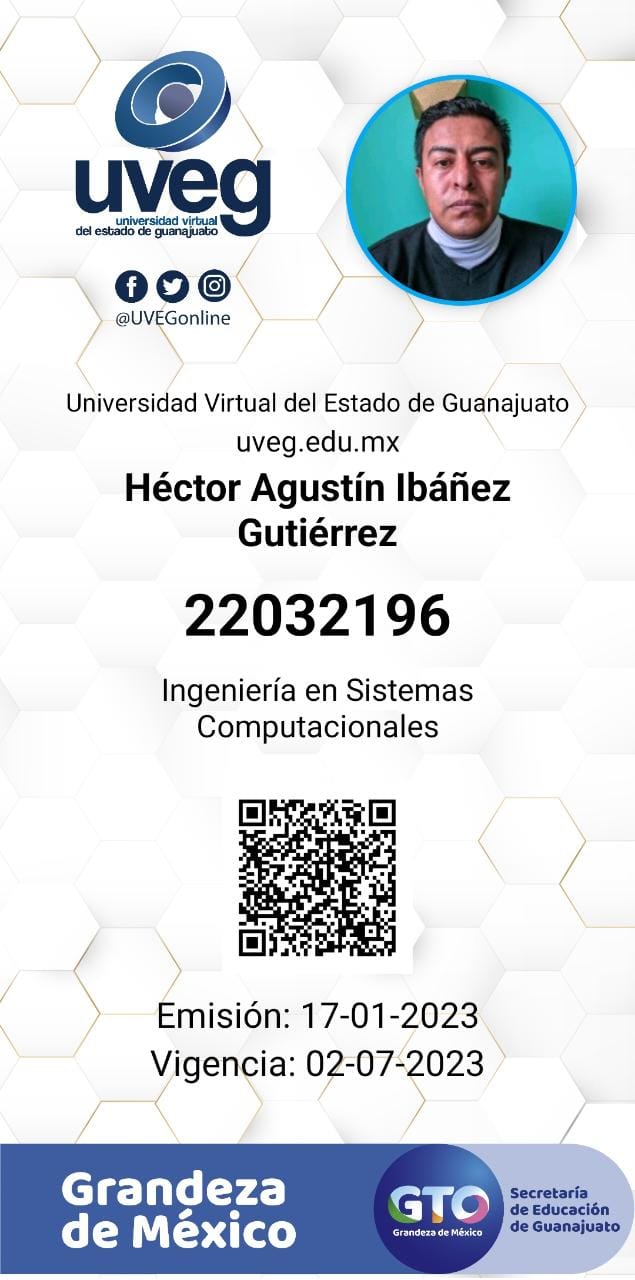 uveg
universidad virtual
del estado de guanajuato
@UVEGonline
Universidad Virtual del Estado de Guanajuato
uveg.edu.mx
Héctor Agustín Ibáñez
Gutiérrez
22032196
Ingeniería en Sistemas
Computacionales
Emisión: 17-01-2023
Vigencia: 02-07-2023
Grandeza
de México
GTO
Grandeza de México
Secretaría
de Educación
de Guanajuato